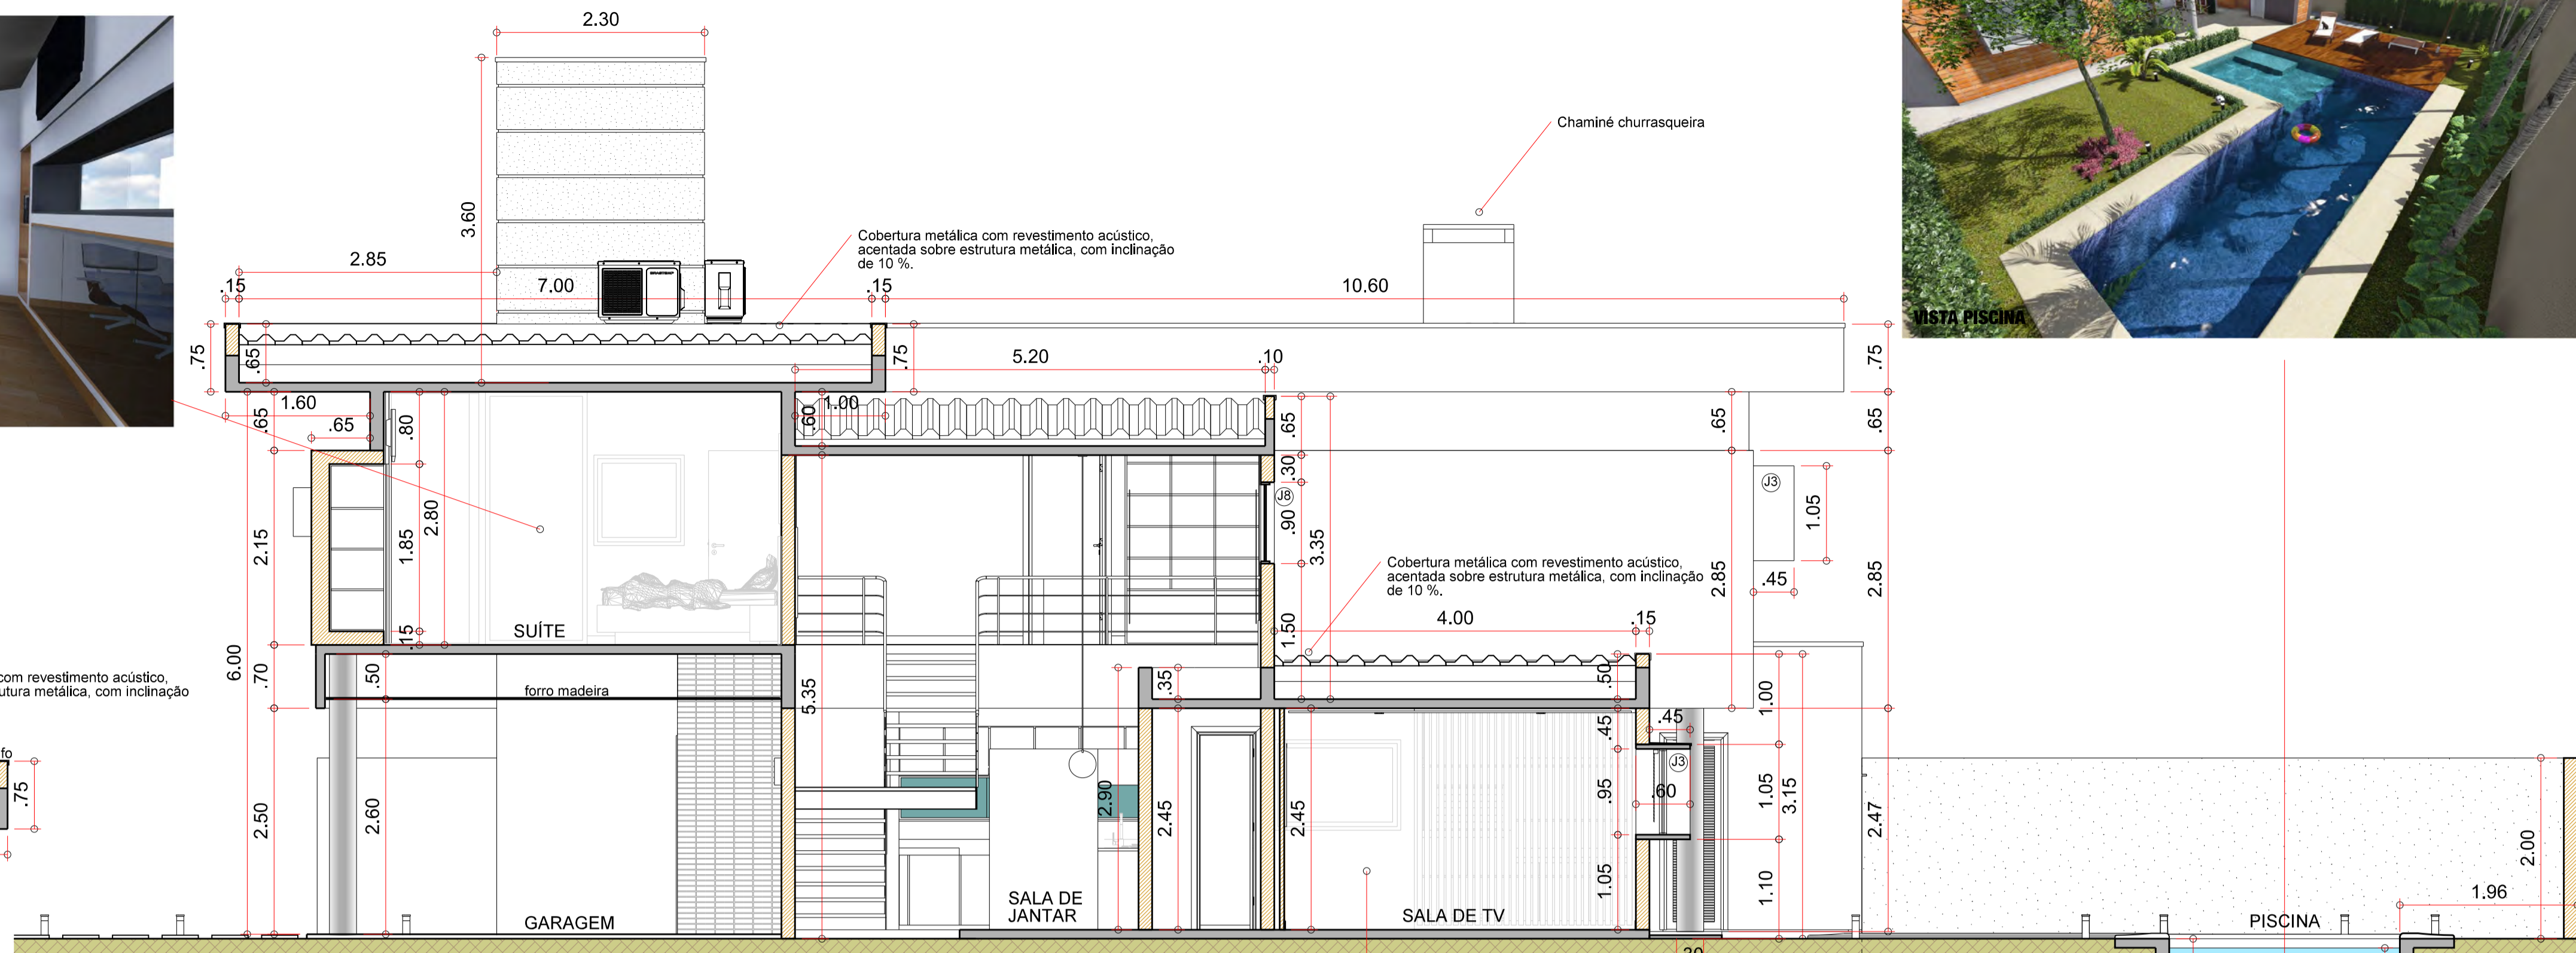 2.30
3.60
Chaminé churrasqueira
Cobertura metálica com revestimento acústico,
acentada sobre estrutura metálica, com inclinação
de 10 %.
2.85
.15
7.00
.15
10.60
VISTA PISCINA
.75
.65
.75
5.20
.10
.75
1.60
.65
.65
.80
.60
1.00
.65
.65
.65
.30
J8
.90
3.35
J3
1.05
.45
2.15
1.85
2.80
.15
SUÍTE
Cobertura metálica com revestimento acústico,
acentada sobre estrutura metálica, com inclinação
de 10 %.
2.85
2.85
1.50
4.00
.15
6.00
.70
.50
com revestimento acústico,
utura metálica, com inclinação
forro madeira
5.35
.35
.50
1.00
.45
.45
fo
.75
2.50
2.60
2.90
2.45
2.45
.95
J3
.60
1.05
3.15
2.47
2.00
1.05
1.10
1.96
GARAGEM
SALA DE
JANTAR
SALA DE TV
PISCINA